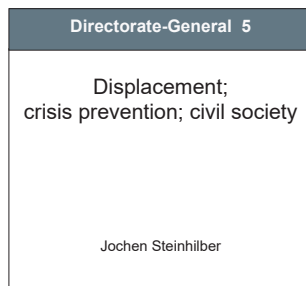 Directorate-General 5
Displacement;
crisis prevention; civil society
Jochen Steinhilber